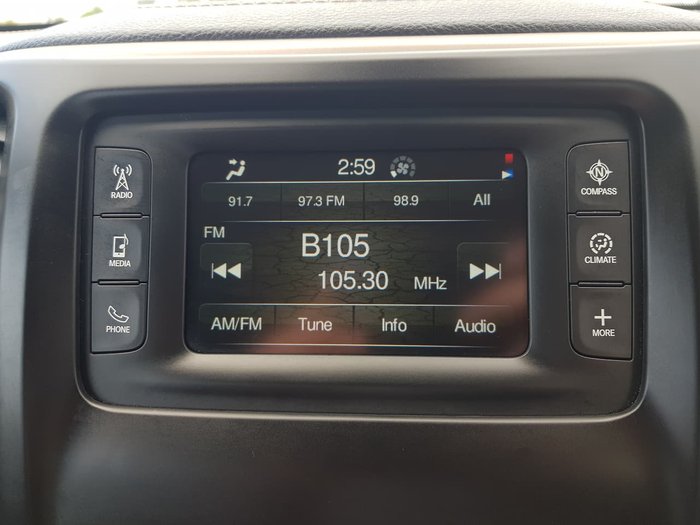 2:59
RADIO
91.7 97.3 FM 98.9 All
N
COMPASS
FM
B105
MEDIA
105.30 MHz
CLIMATE
AM/FM Tune Info Audio
PHONE
MORE